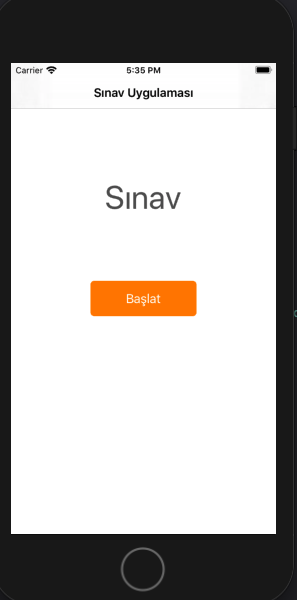 Carrier 5:35 PM
Sınav Uygulaması
Sınav
Başlat